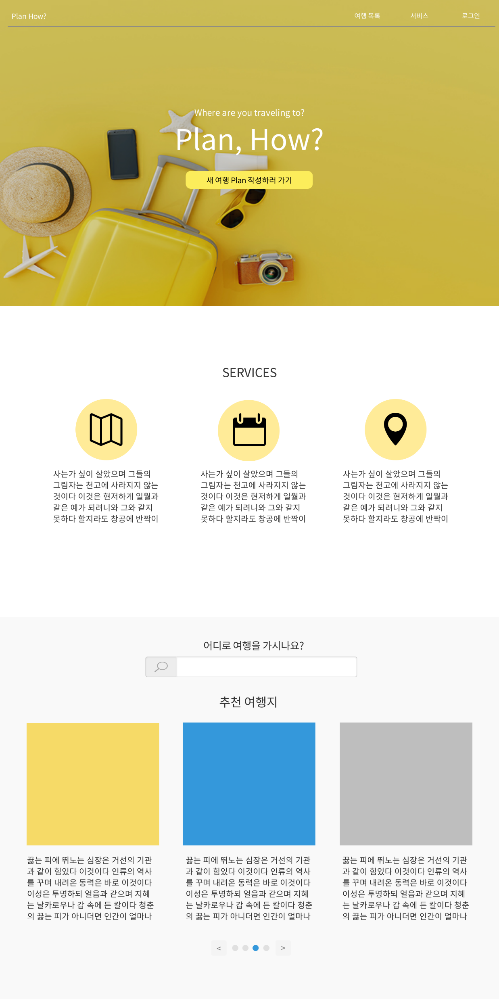 Plan How?
여행 목록
서비스
로그인
Where are you traveling to?
Plan, How?
새 여행 Plan 작성하러 가기
SERVICES
사는가 싶이 살았으며 그들의
그림자는 천고에 사라지지 않는
것이다 이것은 현저하게 일월과
같은 예가 되려니와 그와 같지
못하다 할지라도 창공에 반짝이
사는가 싶이 살았으며 그들의
그림자는 천고에 사라지지 않는
것이다 이것은 현저하게 일월과
같은 예가 되려니와 그와 같지
못하다 할지라도 창공에 반짝이
사는가 싶이 살았으며 그들의
그림자는 천고에 사라지지 않는
것이다 이것은 현저하게 일월과
같은 예가 되려니와 그와 같지
못하다 할지라도 창공에 반짝이
어디로 여행을 가시나요?
추천 여행지
끓는 피에 뛰노는 심장은 거선의 기관
과 같이 힘있다 이것이다 인류의 역사
를 꾸며 내려온 동력은 바로 이것이다
이성은 투명하되 얼음과 같으며 지혜
는 날카로우나 갑 속에 든 칼이다 청춘
의 끓는 피가 아니더면 인간이 얼마나
끓는 피에 뛰노는 심장은 거선의 기관
과 같이 힘있다 이것이다 인류의 역사
를 꾸며 내려온 동력은 바로 이것이다
이성은 투명하되 얼음과 같으며 지혜
는 날카로우나 갑 속에 든 칼이다 청춘
의 끓는 피가 아니더면 인간이 얼마나
끓는 피에 뛰노는 심장은 거선의 기관
과 같이 힘있다 이것이다 인류의 역사
를 꾸며 내려온 동력은 바로 이것이다
이성은 투명하되 얼음과 같으며 지혜
는 날카로우나 갑 속에 든 칼이다 청춘
의 끓는 피가 아니더면 인간이 얼마나
< >